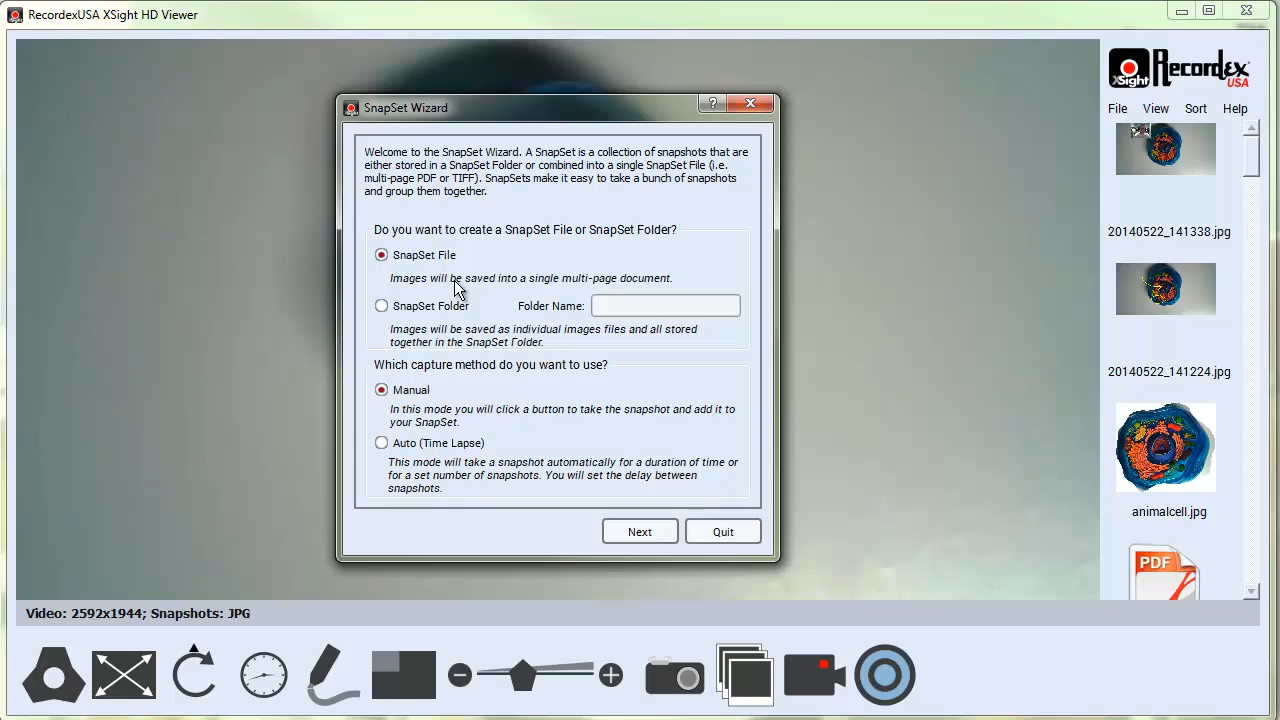 RecordexUSA XSight HD Viewer
SnapSet Wizard
?
Welcome to the SnapSet Wizard. A SnapSet is a collection of snapshots that are
either stored in a SnapSet Folder or combined into a single SnapSet File (i.e.
multi-page PDF or TIFF). SnapSets make it easy to take a bunch of snapshots
and group them together.
Do you want to create a SnapSet File or SnapSet Folder?
SnapSet File
Images will be saved into a single multi-page document.
SnapSet Folder Folder Name:
Images will be saved as individual images files and all stored
together in the SnapSet Folder.
Which capture method do you want to use?
Manual
In this mode you will click a button to take the snapshot and add it to
your SnapSet.
Auto (Time Lapse)
This mode will take a snapshot automatically for a duration of time or
for a set number of snapshots. You will set the delay between
snapshots.
Next Quit
XSight Recordex USA
File View Sort Help
20140522_141338.jpg
20140522_141224.jpg
animalcell.jpg
PDF
Video: 2592x1944; Snapshots: JPG